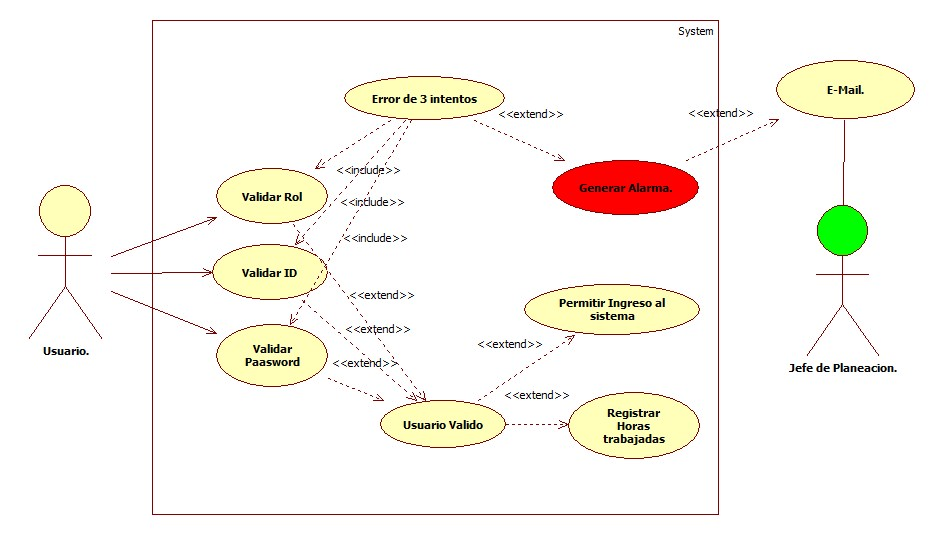 System
E-Mail.
Error de 3 intentos
<<extend>>
<<extend>>
<<include>>
Generar Alarma.
Validar Rol
<<include>>
<<include>>
Validar ID
<<extend>>
Permitir Ingreso al
sistema
<<extend>>
<<extend>>
Usuario.
Validar
Paasword
<<extend>>
Jefe de Planeacion.
<<extend>>
Registrar
Horas
trabajadas
Usuario Valido